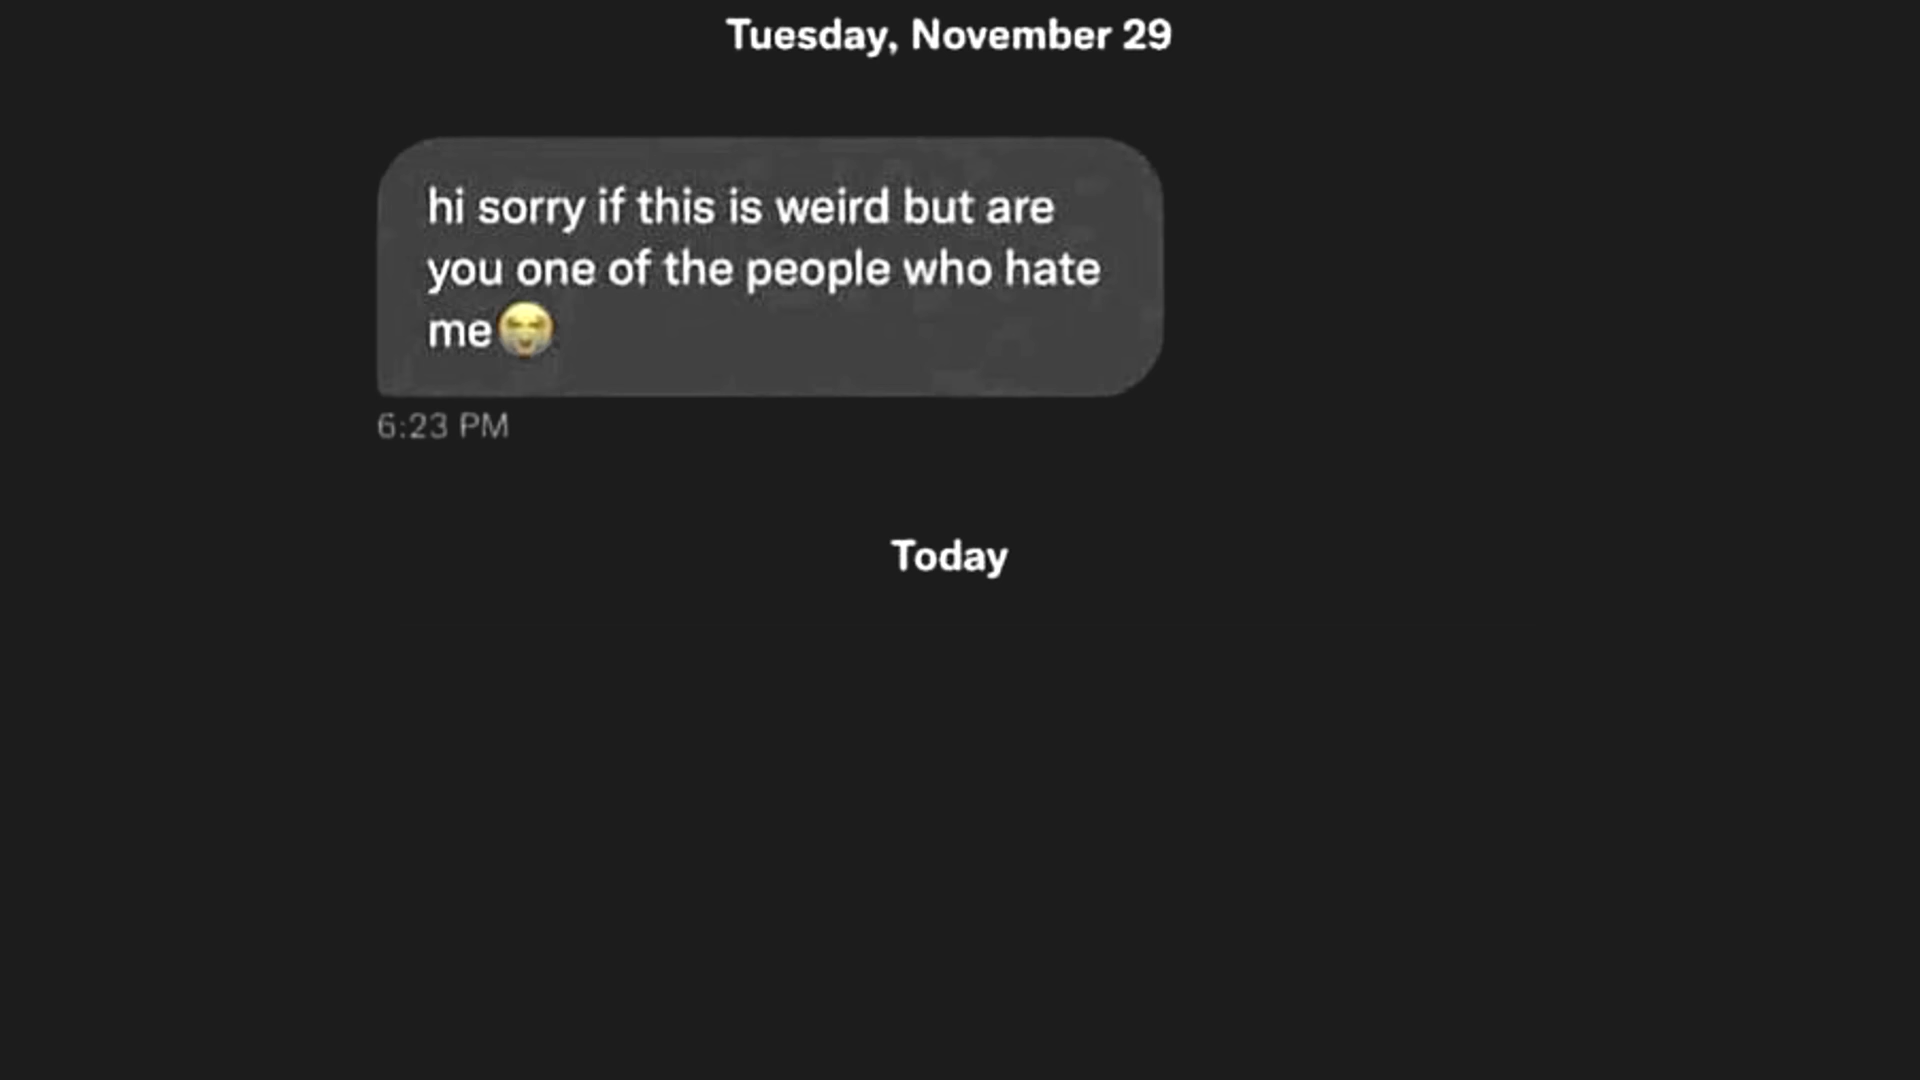 Tuesday, November 29
hi sorry if this is weird but are
you one of the people who hate
me😭
6:23 PM
Today